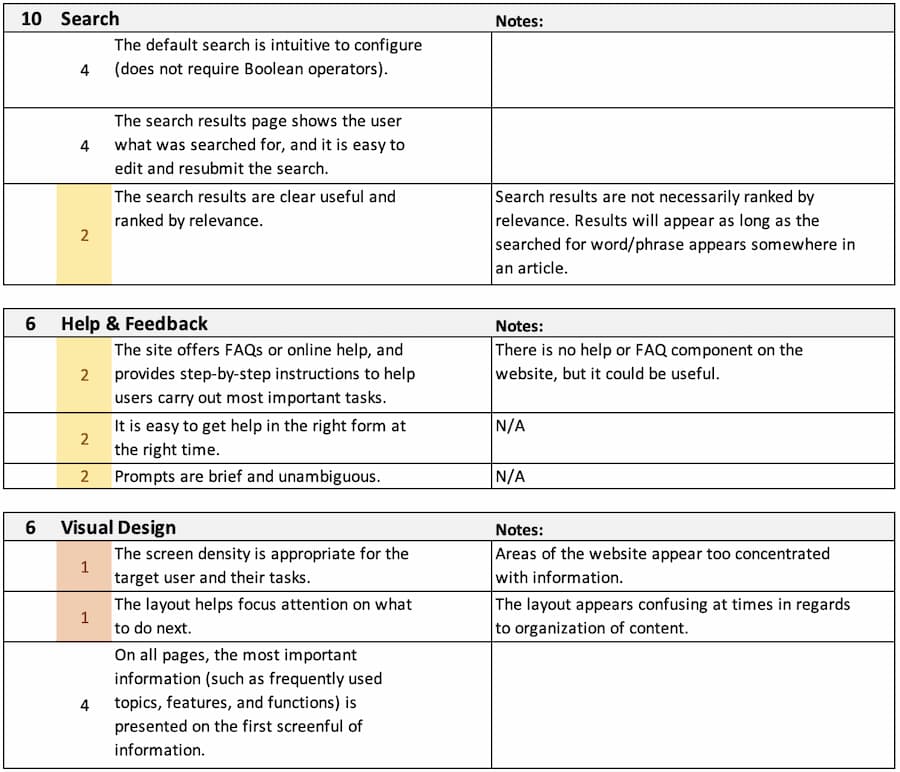 10 Search Notes:
The default search is intuitive to configure
4 (does not require Boolean operators).
The search results page shows the user
4 what was searched for, and it is easy to
edit and resubmit the search.
The search results are clear useful and
ranked by relevance.
2
Search results are not necessarily ranked by
relevance. Results will appear as long as the
searched for word/phrase appears somewhere in
an article.
6 Help & Feedback Notes:
The site offers FAQs or online help, and
2 provides step-by-step instructions to help
users carry out most important tasks.
There is no help or FAQ component on the
website, but it could be useful.
2
It is easy to get help in the right form at
the right time.
N/A
2 Prompts are brief and unambiguous. N/A
6 Visual Design Notes:
1
The screen density is appropriate for the
target user and their tasks.
Areas of the website appear too concentrated
with information.
1
The layout helps focus attention on what
to do next.
The layout appears confusing at times in regards
to organization of content.
On all pages, the most important
information (such as frequently used
4 topics, features, and functions) is
presented on the first screenful of
information.